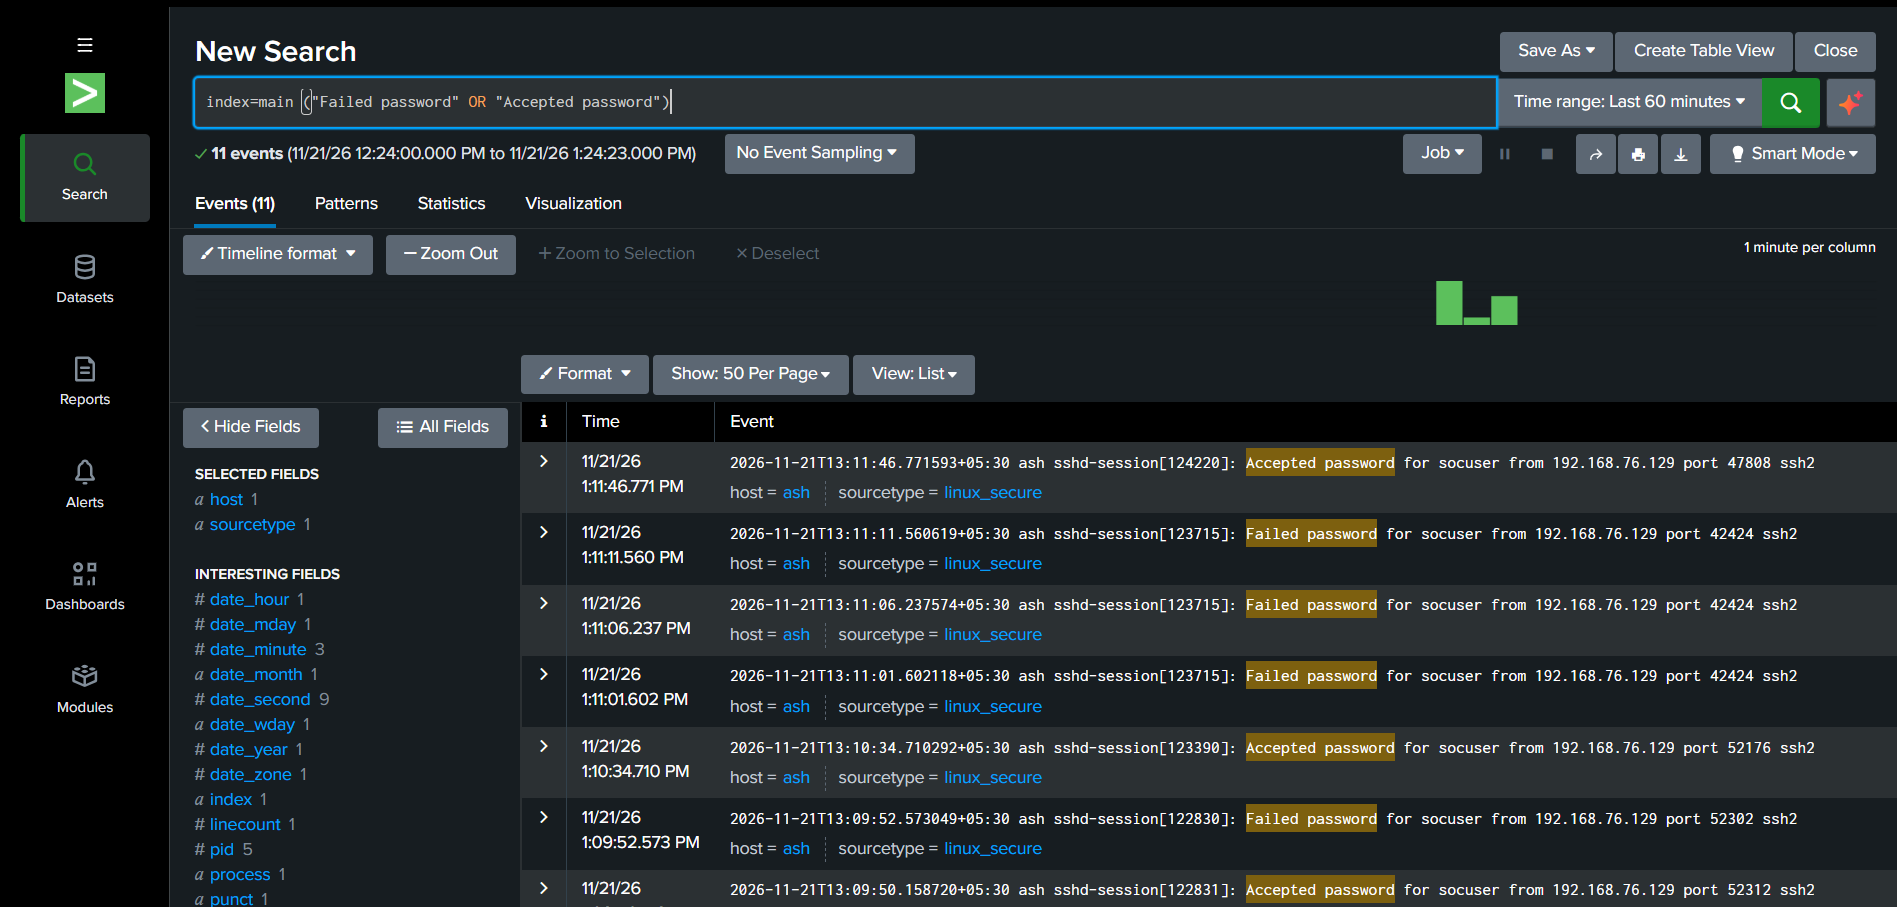 New Search
Save As
Create Table View
Close
index=main ("Failed password" OR "Accepted password")
Time range: Last 60 minutes
11 events (11/21/26 12:24:00.000 PM to 11/21/26 1:24:23.000 PM)
No Event Sampling
Job
Smart Mode
Search
Datasets
Reports
Alerts
Dashboards
Modules
Events (11)
Patterns
Statistics
Visualization
Timeline format
— Zoom Out
+ Zoom to Selection
× Deselect
1 minute per column
Format
Show: 50 Per Page
View: List
< Hide Fields
All Fields
SELECTED FIELDS
a host 1
a sourcetype 1
INTERESTING FIELDS
# date_hour 1
# date_mday 1
# date_minute 3
a date_month 1
# date_second 9
a date_wday 1
# date_year 1
# date_zone 1
a index 1
# linecount 1
# pid 5
a process 1
a punct 1
i Time Event
11/21/26
1:11:46.771 PM
2026-11-21T13:11:46.771593+05:30 ash sshd-session[124220]: Accepted password for socuser from 192.168.76.129 port 47808 ssh2
host = ash sourcetype = linux_secure
11/21/26
1:11:11.560 PM
2026-11-21T13:11:11.560619+05:30 ash sshd-session[123715]: Failed password for socuser from 192.168.76.129 port 42424 ssh2
host = ash sourcetype = linux_secure
11/21/26
1:11:06.237 PM
2026-11-21T13:11:06.237574+05:30 ash sshd-session[123715]: Failed password for socuser from 192.168.76.129 port 42424 ssh2
host = ash sourcetype = linux_secure
11/21/26
1:11:01.602 PM
2026-11-21T13:11:01.602118+05:30 ash sshd-session[123715]: Failed password for socuser from 192.168.76.129 port 42424 ssh2
host = ash sourcetype = linux_secure
11/21/26
1:10:34.710 PM
2026-11-21T13:10:34.710292+05:30 ash sshd-session[123390]: Accepted password for socuser from 192.168.76.129 port 52176 ssh2
host = ash sourcetype = linux_secure
11/21/26
1:09:52.573 PM
2026-11-21T13:09:52.573049+05:30 ash sshd-session[122830]: Failed password for socuser from 192.168.76.129 port 52302 ssh2
host = ash sourcetype = linux_secure
11/21/26
2026-11-21T13:09:50.158720+05:30 ash sshd-session[122831]: Accepted password for socuser from 192.168.76.129 port 52312 ssh2